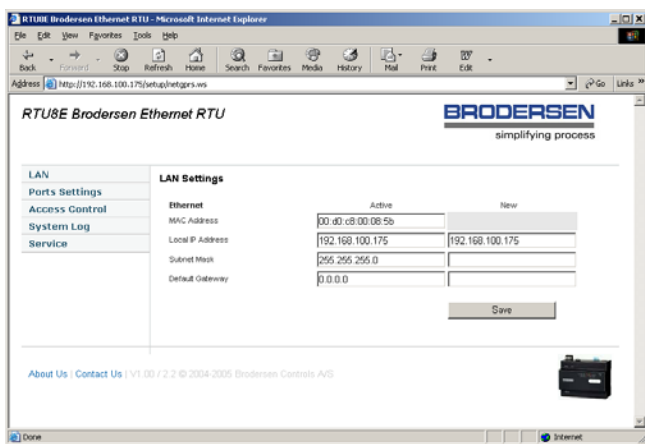 RTU8E Brodersen Ethernet RTU - Microsoft Internet Explorer
File Edit View Favorites Tools Help
Back Forward Stop Refresh Home Search Favorites Media History Mail Print Edit
Address http://192.168.100.175/setup/netgprs.ws Go Links »
RTU8E Brodersen Ethernet RTU
BRODERSEN
simplifying process
LAN
Ports Settings
Access Control
System Log
Service
LAN Settings
Ethernet Active New
MAC Address 00:d0:c8:00:08:5b
Local IP Address 192.168.100.175 192.168.100.175
Subnet Mask 255.255.255.0
Default Gateway 0.0.0.0
Save
About Us | Contact Us | V1.00 / 2.2 © 2004-2005 Brodersen Controls A/S
Done Internet